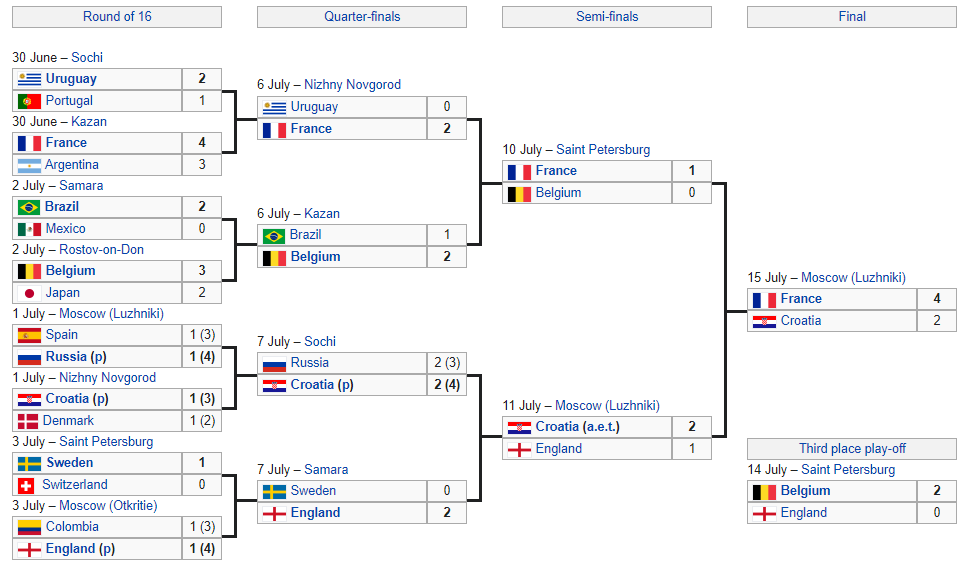 Round of 16
Quarter-finals
Semi-finals
Final
30 June – Sochi
Uruguay 2
Portugal 1
30 June – Kazan
France 4
Argentina 3
2 July – Samara
Brazil 2
Mexico 0
2 July – Rostov-on-Don
Belgium 3
Japan 2
1 July – Moscow (Luzhniki)
Spain 1 (3)
Russia (p) 1 (4)
1 July – Nizhny Novgorod
Croatia (p) 1 (3)
Denmark 1 (2)
3 July – Saint Petersburg
Sweden 1
Switzerland 0
3 July – Moscow (Otkritie)
Colombia 1 (3)
England (p) 1 (4)
6 July – Nizhny Novgorod
Uruguay 0
France 2
6 July – Kazan
Brazil 1
Belgium 2
7 July – Sochi
Russia 2 (3)
Croatia (p) 2 (4)
7 July – Samara
Sweden 0
England 2
10 July – Saint Petersburg
France 1
Belgium 0
11 July – Moscow (Luzhniki)
Croatia (a.e.t.) 2
England 1
15 July – Moscow (Luzhniki)
France 4
Croatia 2
Third place play-off
14 July – Saint Petersburg
Belgium 2
England 0